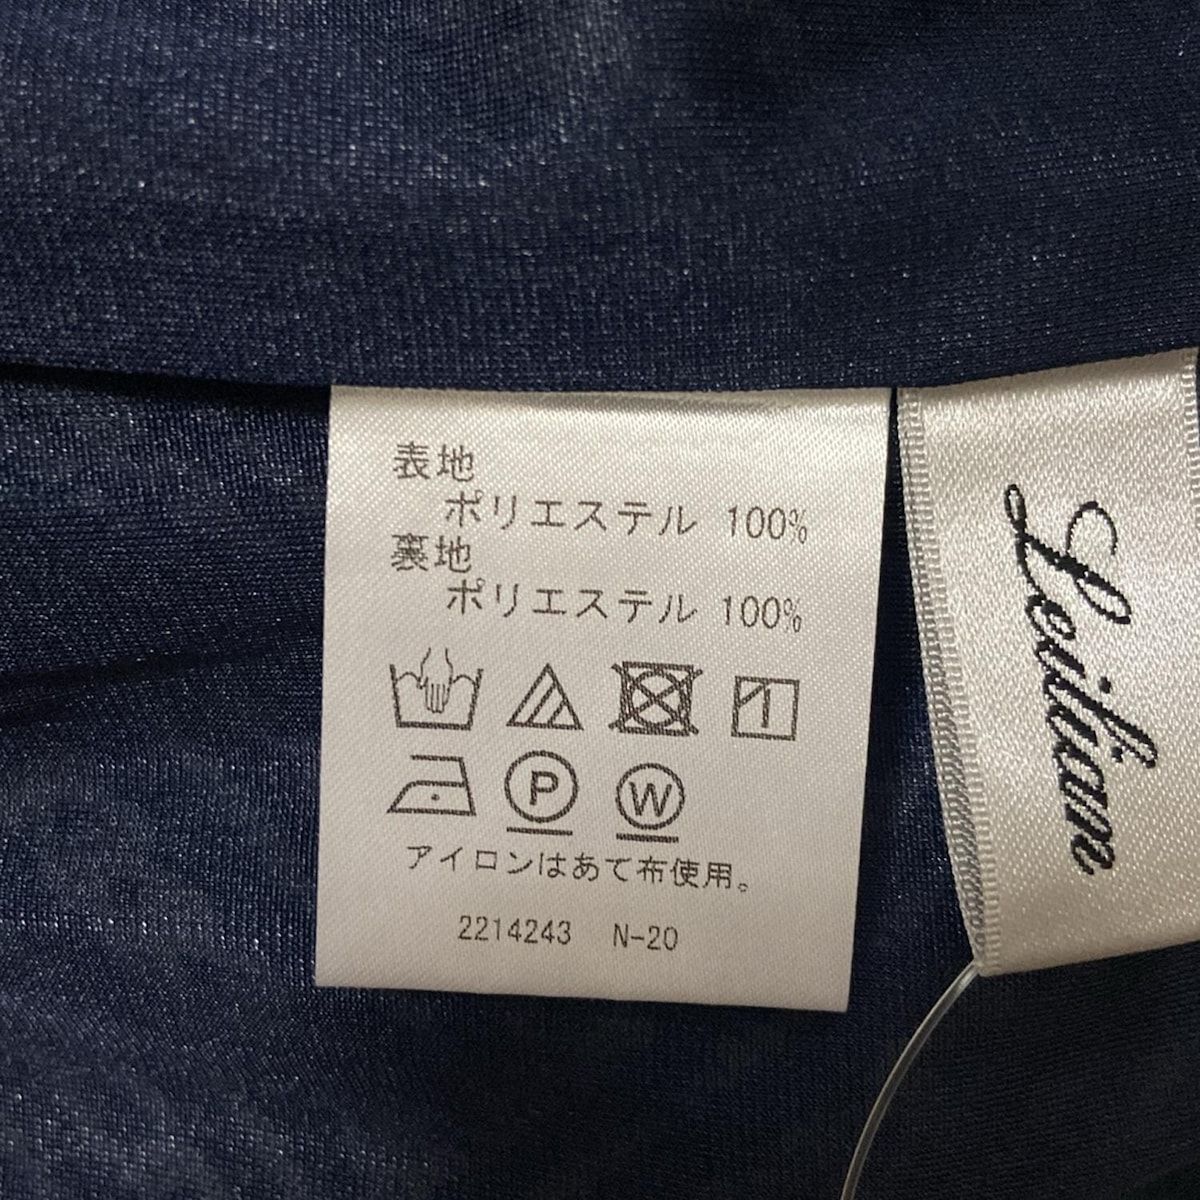 表地
ポリエステル 100%
裏地
ポリエステル 100%
P
W
アイロンはあて布使用。
2214243 N-20
Leilian